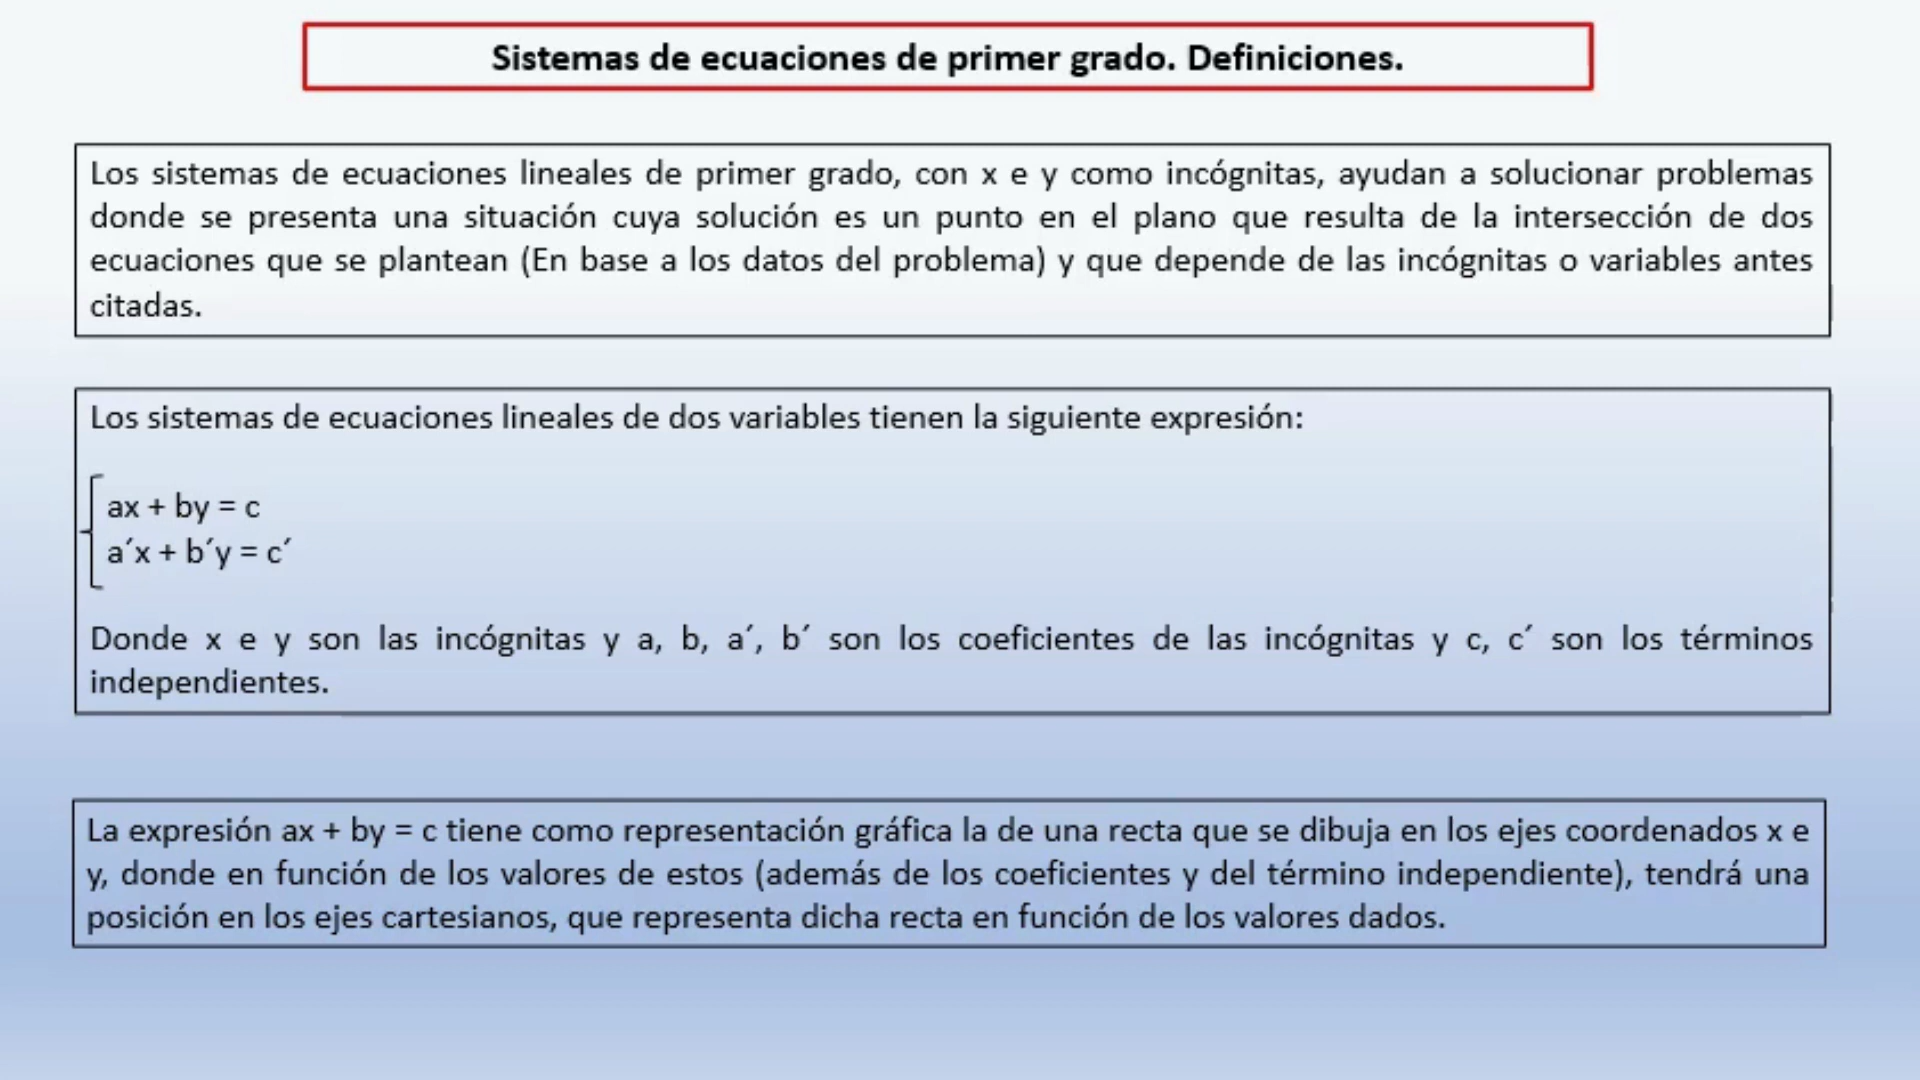 Sistemas de ecuaciones de primer grado. Definiciones.
Los sistemas de ecuaciones lineales de primer grado, con x e y como incógnitas, ayudan a solucionar problemas
donde se presenta una situación cuya solución es un punto en el plano que resulta de la intersección de dos
ecuaciones que se plantean (En base a los datos del problema) y que depende de las incógnitas o variables antes
citadas.
Los sistemas de ecuaciones lineales de dos variables tienen la siguiente expresión:
ax + by = c
a´x + b´y = c´
Donde x e y son las incógnitas y a, b, a´, b´ son los coeficientes de las incógnitas y c, c´ son los términos
independientes.
La expresión ax + by = c tiene como representación gráfica la de una recta que se dibuja en los ejes coordenados x e
y, donde en función de los valores de estos (además de los coeficientes y del término independiente), tendrá una
posición en los ejes cartesianos, que representa dicha recta en función de los valores dados.